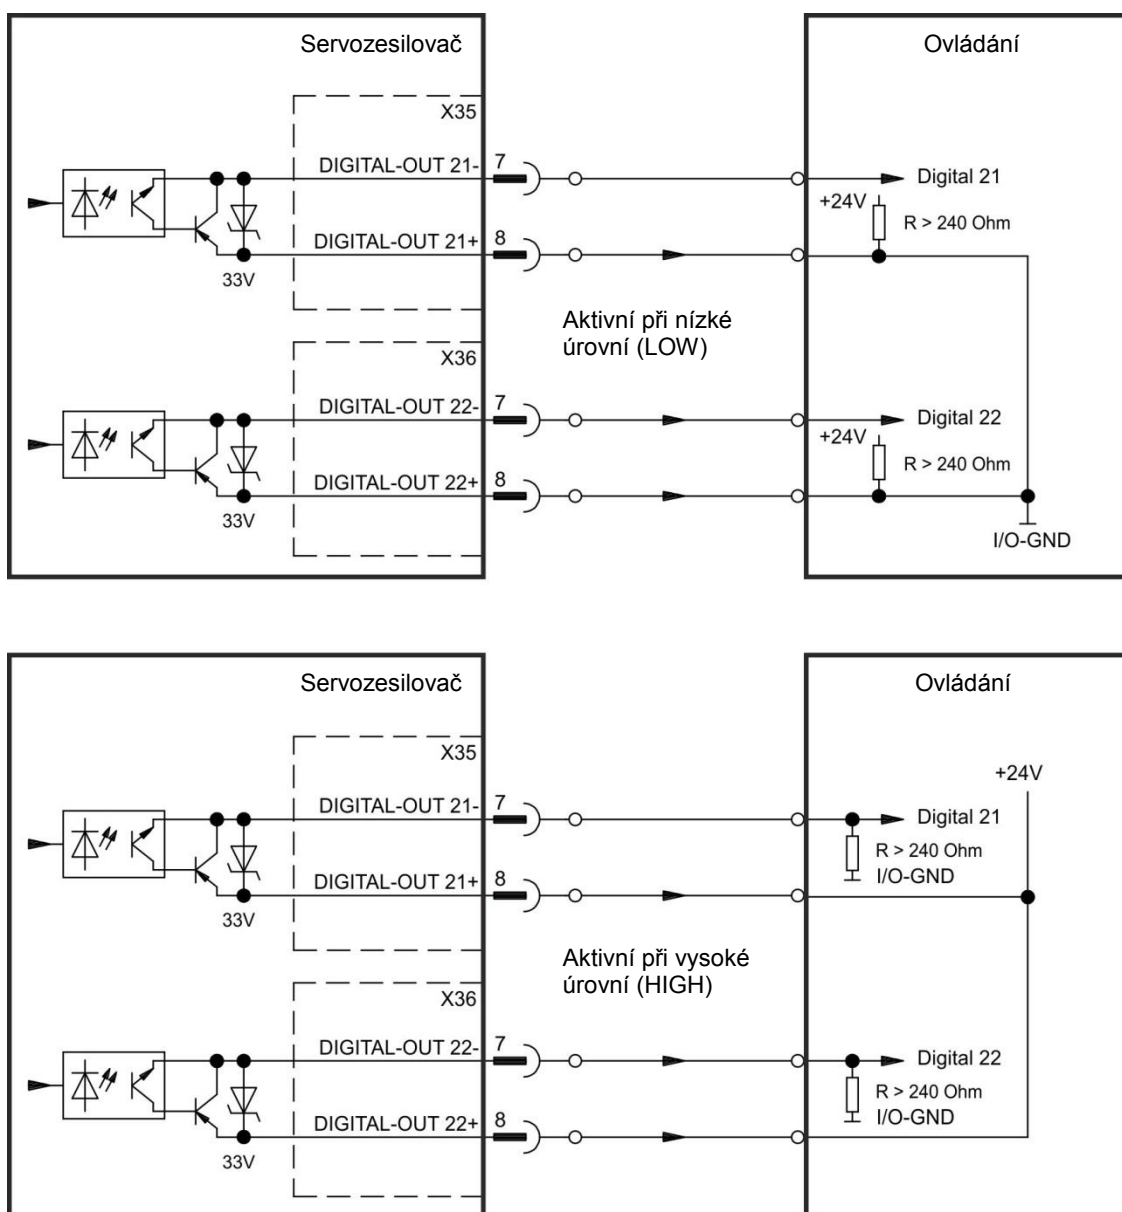 Servozesilovač
Ovládání
X35
DIGITAL-OUT 21-
7
Digital 21
+24V
R > 240 Ohm
DIGITAL-OUT 21+
8
33V
Aktivní při nízké
úrovní (LOW)
X36
DIGITAL-OUT 22-
7
Digital 22
+24V
R > 240 Ohm
DIGITAL-OUT 22+
8
33V
I/O-GND
Servozesilovač
Ovládání
X35
+24V
DIGITAL-OUT 21-
7
Digital 21
R > 240 Ohm
I/O-GND
DIGITAL-OUT 21+
8
33V
Aktivní při vysoké
úrovní (HIGH)
X36
DIGITAL-OUT 22-
7
Digital 22
R > 240 Ohm
I/O-GND
DIGITAL-OUT 22+
8
33V